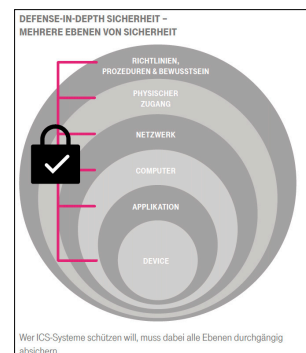 DEFENSE-IN-DEPTH SICHERHEIT –
MEHRERE EBENEN VON SICHERHEIT
RICHTLINIEN,
PROZEDUREN & BEWUSSTSEIN
PHYSISCHER
ZUGANG
NETZWERK
COMPUTER
APPLIKATION
DEVICE
Wer ICS-Systeme schützen will, muss dabei alle Ebenen durchgängig
absichern